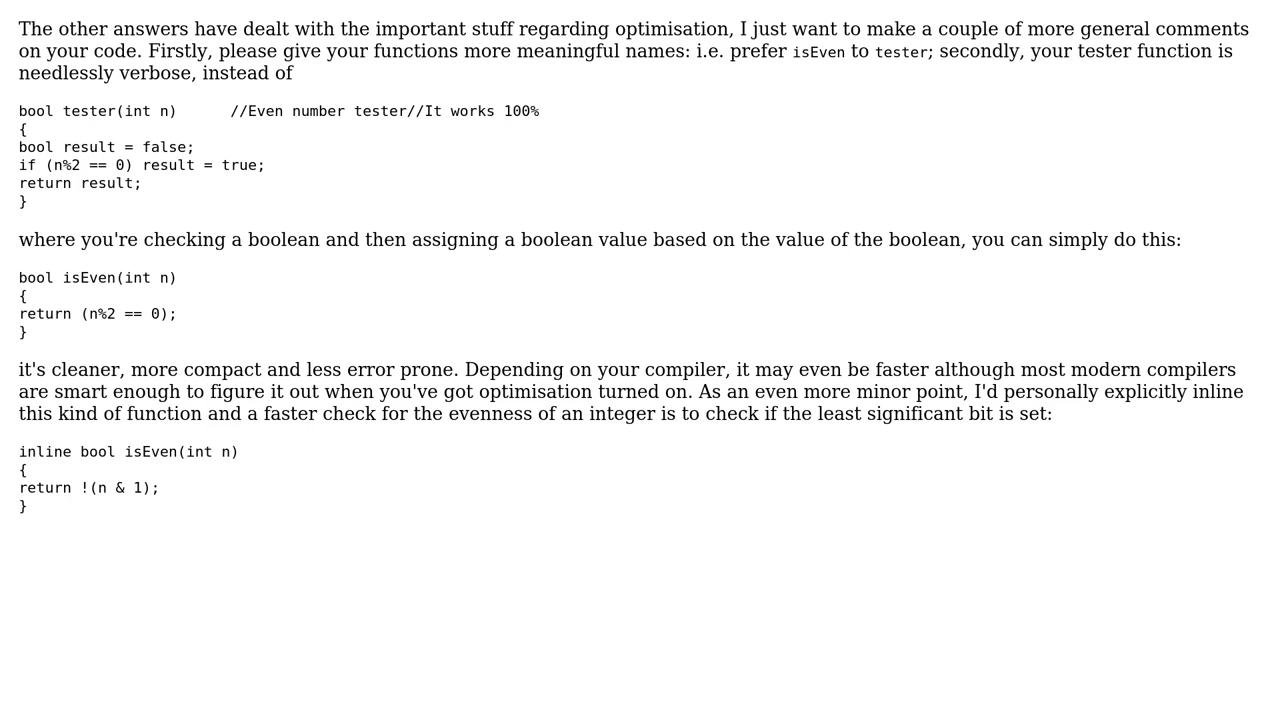 The other answers have dealt with the important stuff regarding optimisation, I just want to make a couple of more general comments
on your code. Firstly, please give your functions more meaningful names: i.e. prefer isEven to tester; secondly, your tester function is
needlessly verbose, instead of
bool tester(int n)      //Even number tester//It works 100%
{
bool result = false;
if (n%2 == 0) result = true;
return result;
}
where you're checking a boolean and then assigning a boolean value based on the value of the boolean, you can simply do this:
bool isEven(int n)
{
return (n%2 == 0);
}
it's cleaner, more compact and less error prone. Depending on your compiler, it may even be faster although most modern compilers
are smart enough to figure it out when you've got optimisation turned on. As an even more minor point, I'd personally explicitly inline
this kind of function and a faster check for the evenness of an integer is to check if the least significant bit is set:
inline bool isEven(int n)
{
return !(n & 1);
}